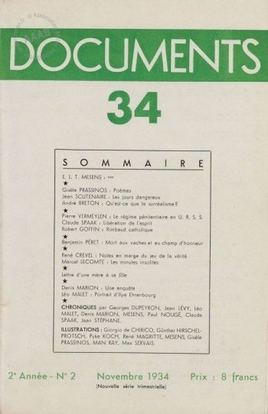 DOCUMENTS
34
SOMMAIRE
E. L. T. MESENS :
★
Gisèle PRASSINOS : Poèmes
Jean SCUTENAIRE : Les jours dangereux
André BRETON : Qu'est-ce que le surréalisme?
★
Pierre VERMEYLEN : Le régime pénitentiaire en U. R. S. S.
Claude SPAAK : Libération de l'esprit
Robert GOFFIN : Rimbaud catholique
★
Benjamin PÉRET : Mort aux vaches et au champ d'honneur
★
René CREVEL : Notes en marge du jeu de la vérité
Marcel LECOMTE : Les minutes insolites
★
Lettre d'une mère à sa fille
★
Denis MARION : Une enquête
Léo MALET : Portrait d'Ilya Ehrenbourg
★
CHRONIQUES par Georges DUPEYRON, Jean LÉVY, Léo
MALET, Denis MARION, MESENS, Paul NOUGÉ, Claude
SPAAK, Jean STÉPHANE.
ILLUSTRATIONS : Giorgio de CHIRICO, Günther HIRSCHEL-
PROTSCH, Pyke KOCH, René MAGRITTE, MESENS, Gisèle
PRASSINOS, MAN RAY, Max SERVAIS.
2e Année - N° 2 Novembre 1934 Prix : 8 francs
(Nouvelle série trimestrielle)